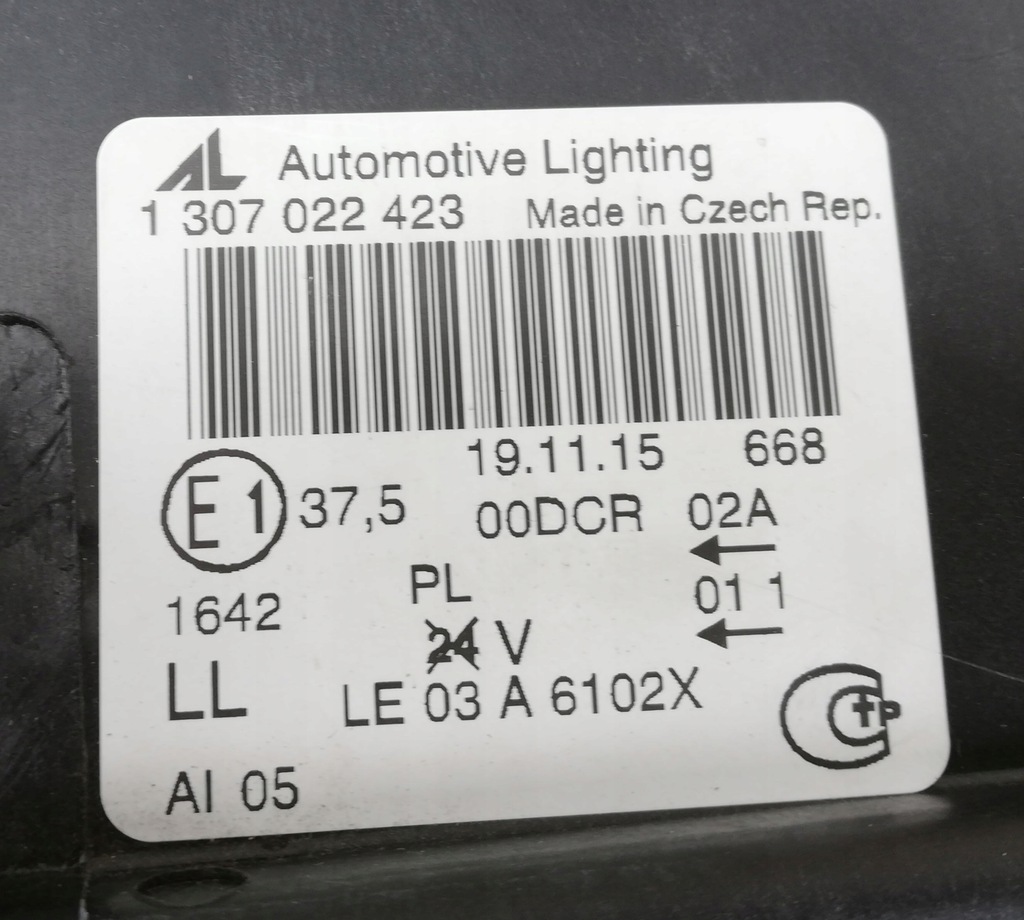 AL Automotive Lighting
1 307 022 423 Made in Czech Rep.
19.11.15 668
E1 37,5 00DCR 02A
1642 PL 01 1
24 V
LL LE 03 A 6102X
AI 05